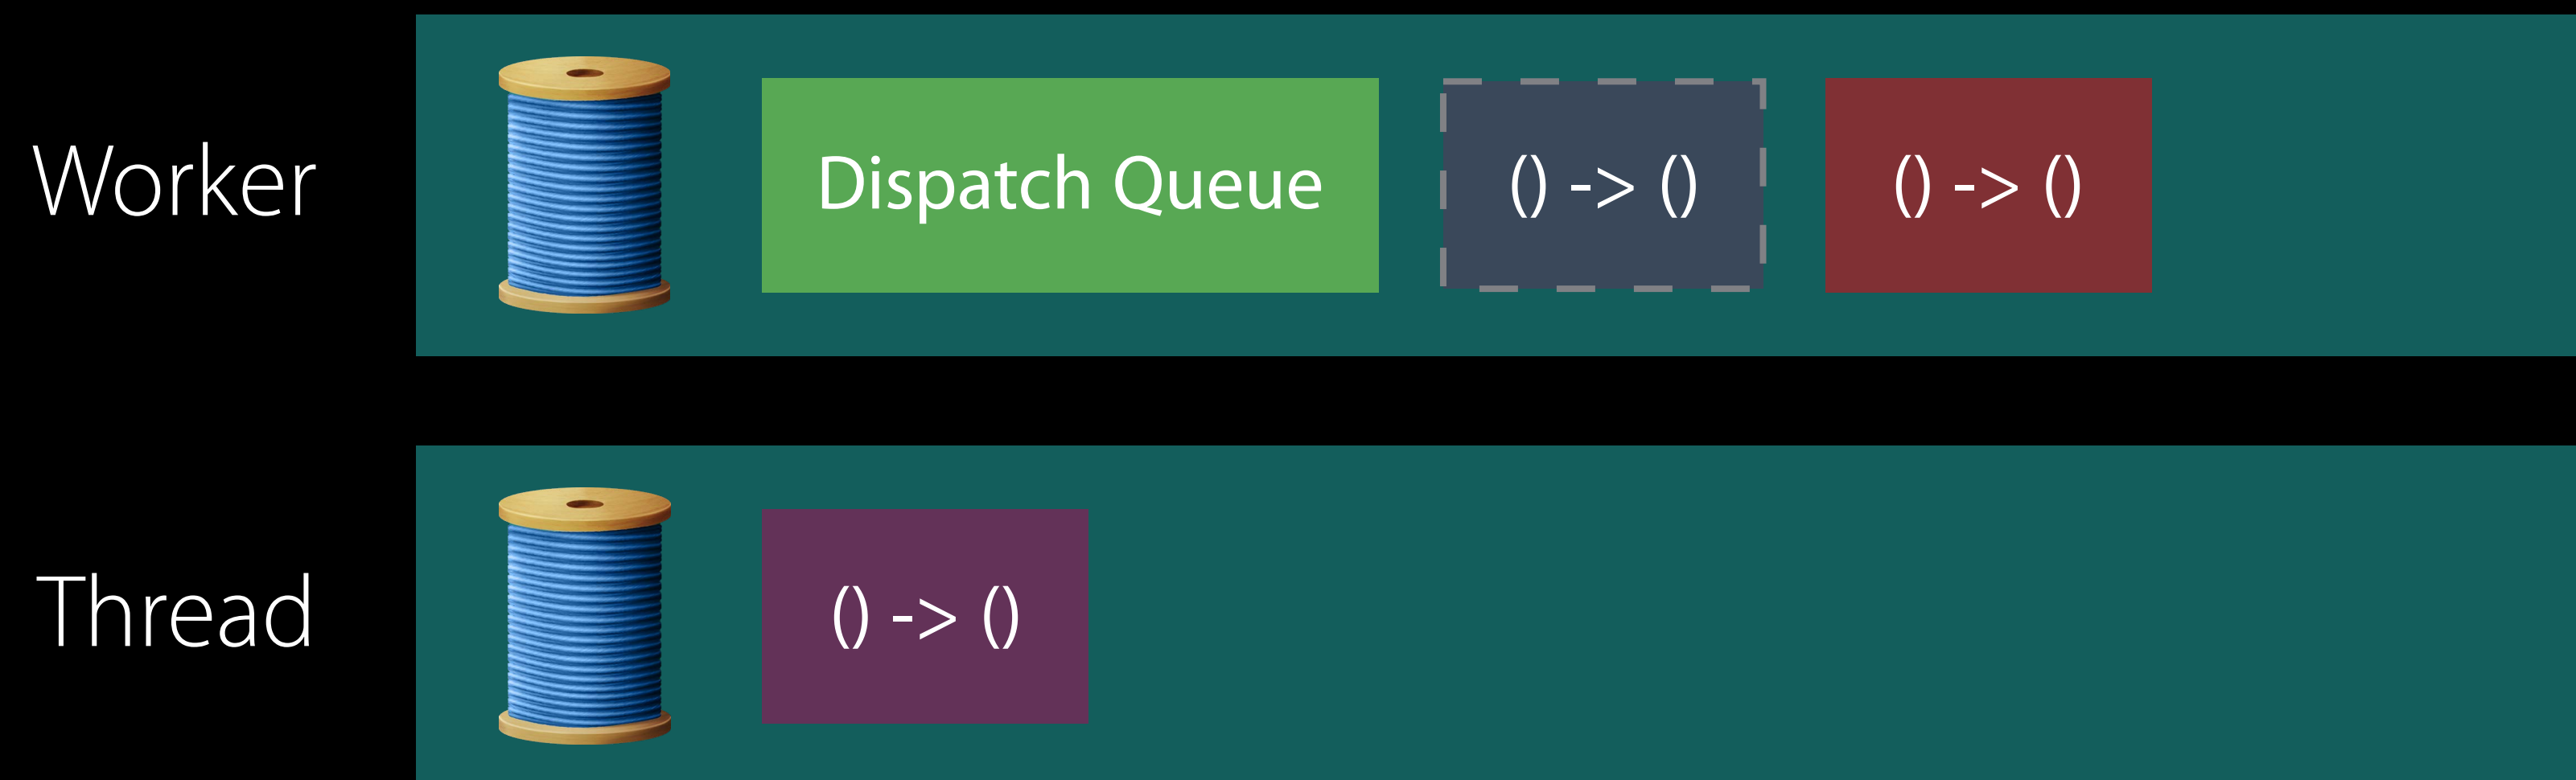 Worker
Dispatch Queue
() -> ()
() -> ()
Thread
() -> ()